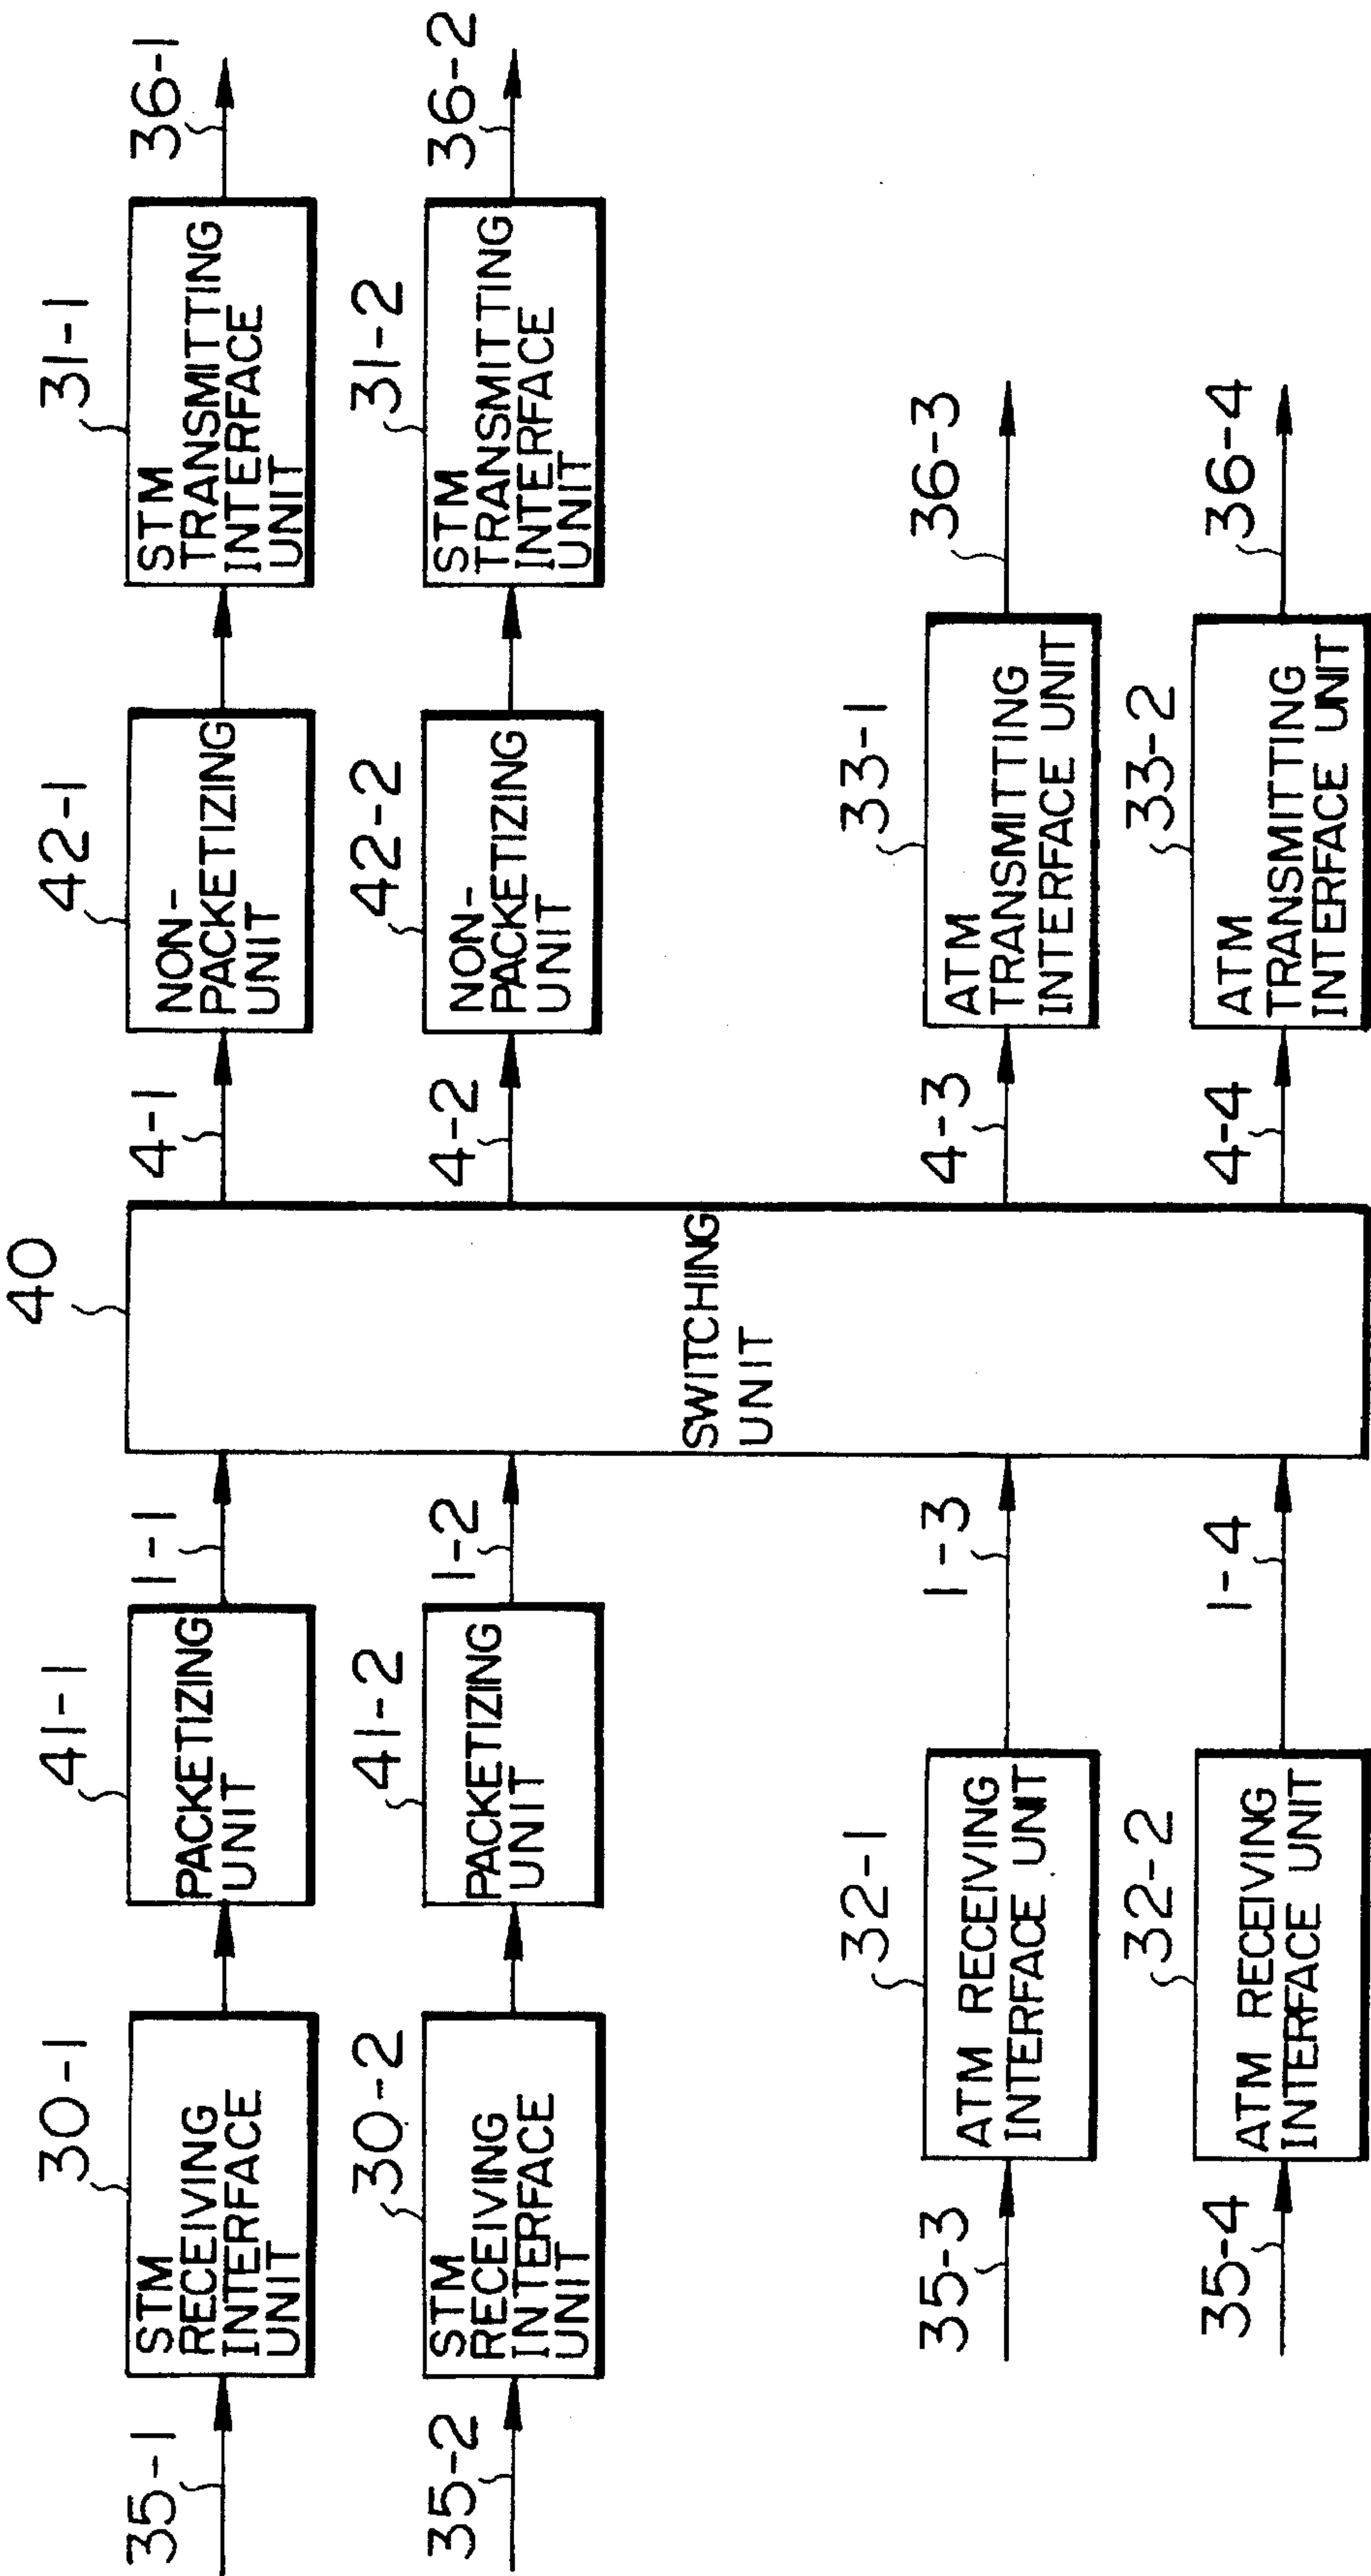 35-1
30-1
STM
RECEIVING
INTERFACE
UNIT
41-1
PACKETIZING
UNIT
1-1
40
SWITCHING
UNIT
4-1
42-1
NON-
PACKETIZING
UNIT
31-1
STM
TRANSMITTING
INTERFACE
UNIT
36-1
35-2
30-2
STM
RECEIVING
INTERFACE
UNIT
41-2
PACKETIZING
UNIT
1-2
4-2
42-2
NON-
PACKETIZING
UNIT
31-2
STM
TRANSMITTING
INTERFACE
UNIT
36-2
35-3
32-1
ATM RECEIVING
INTERFACE UNIT
1-3
4-3
33-1
ATM
TRANSMITTING
INTERFACE UNIT
36-3
35-4
32-2
ATM RECEIVING
INTERFACE UNIT
1-4
4-4
33-2
ATM
TRANSMITTING
INTERFACE UNIT
36-4